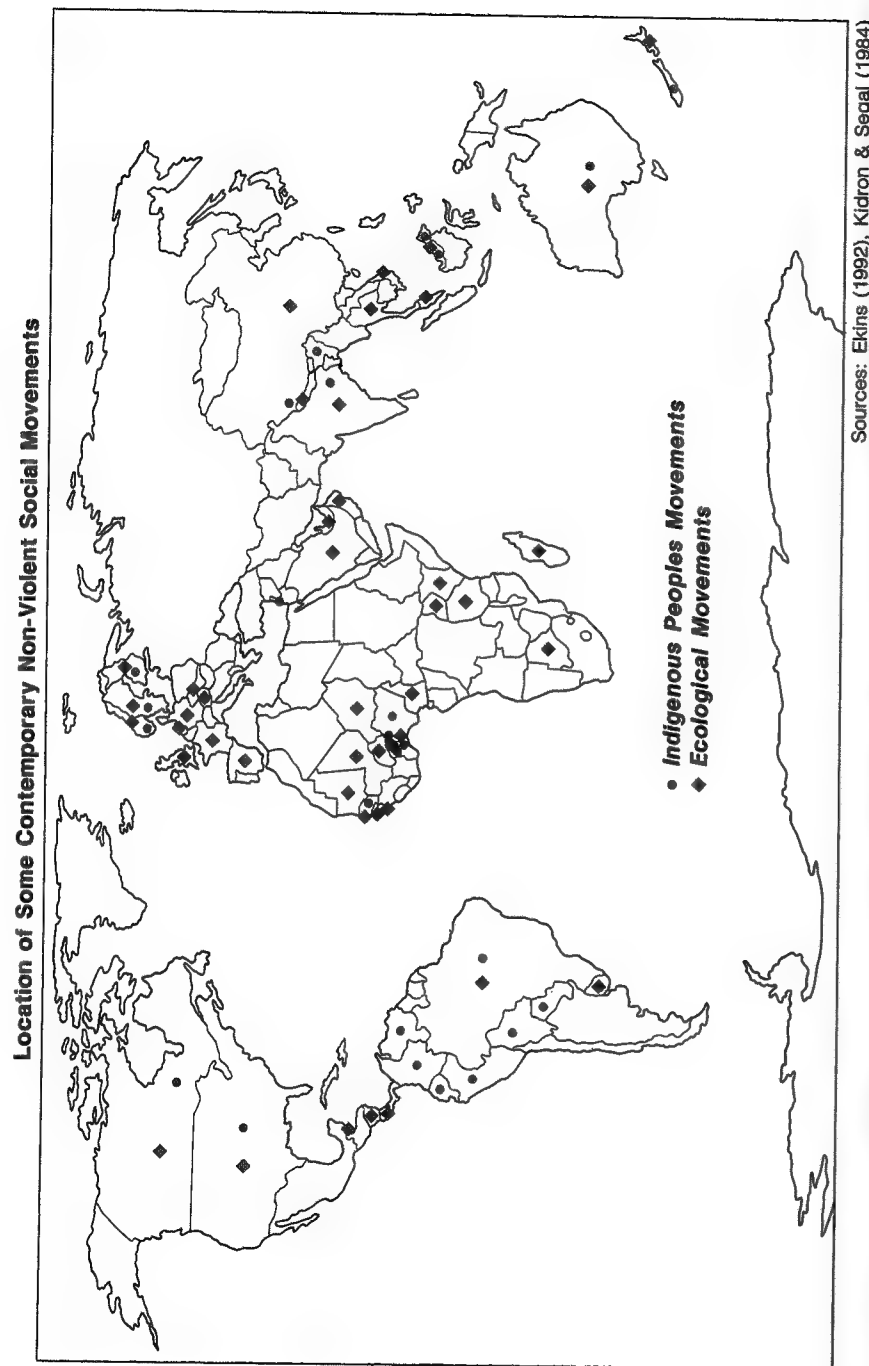 Location of Some Contemporary Non-Violent Social Movements
Indigenous Peoples Movements
Ecological Movements
Sources: Ekins (1992), Kidron & Segal (1984)